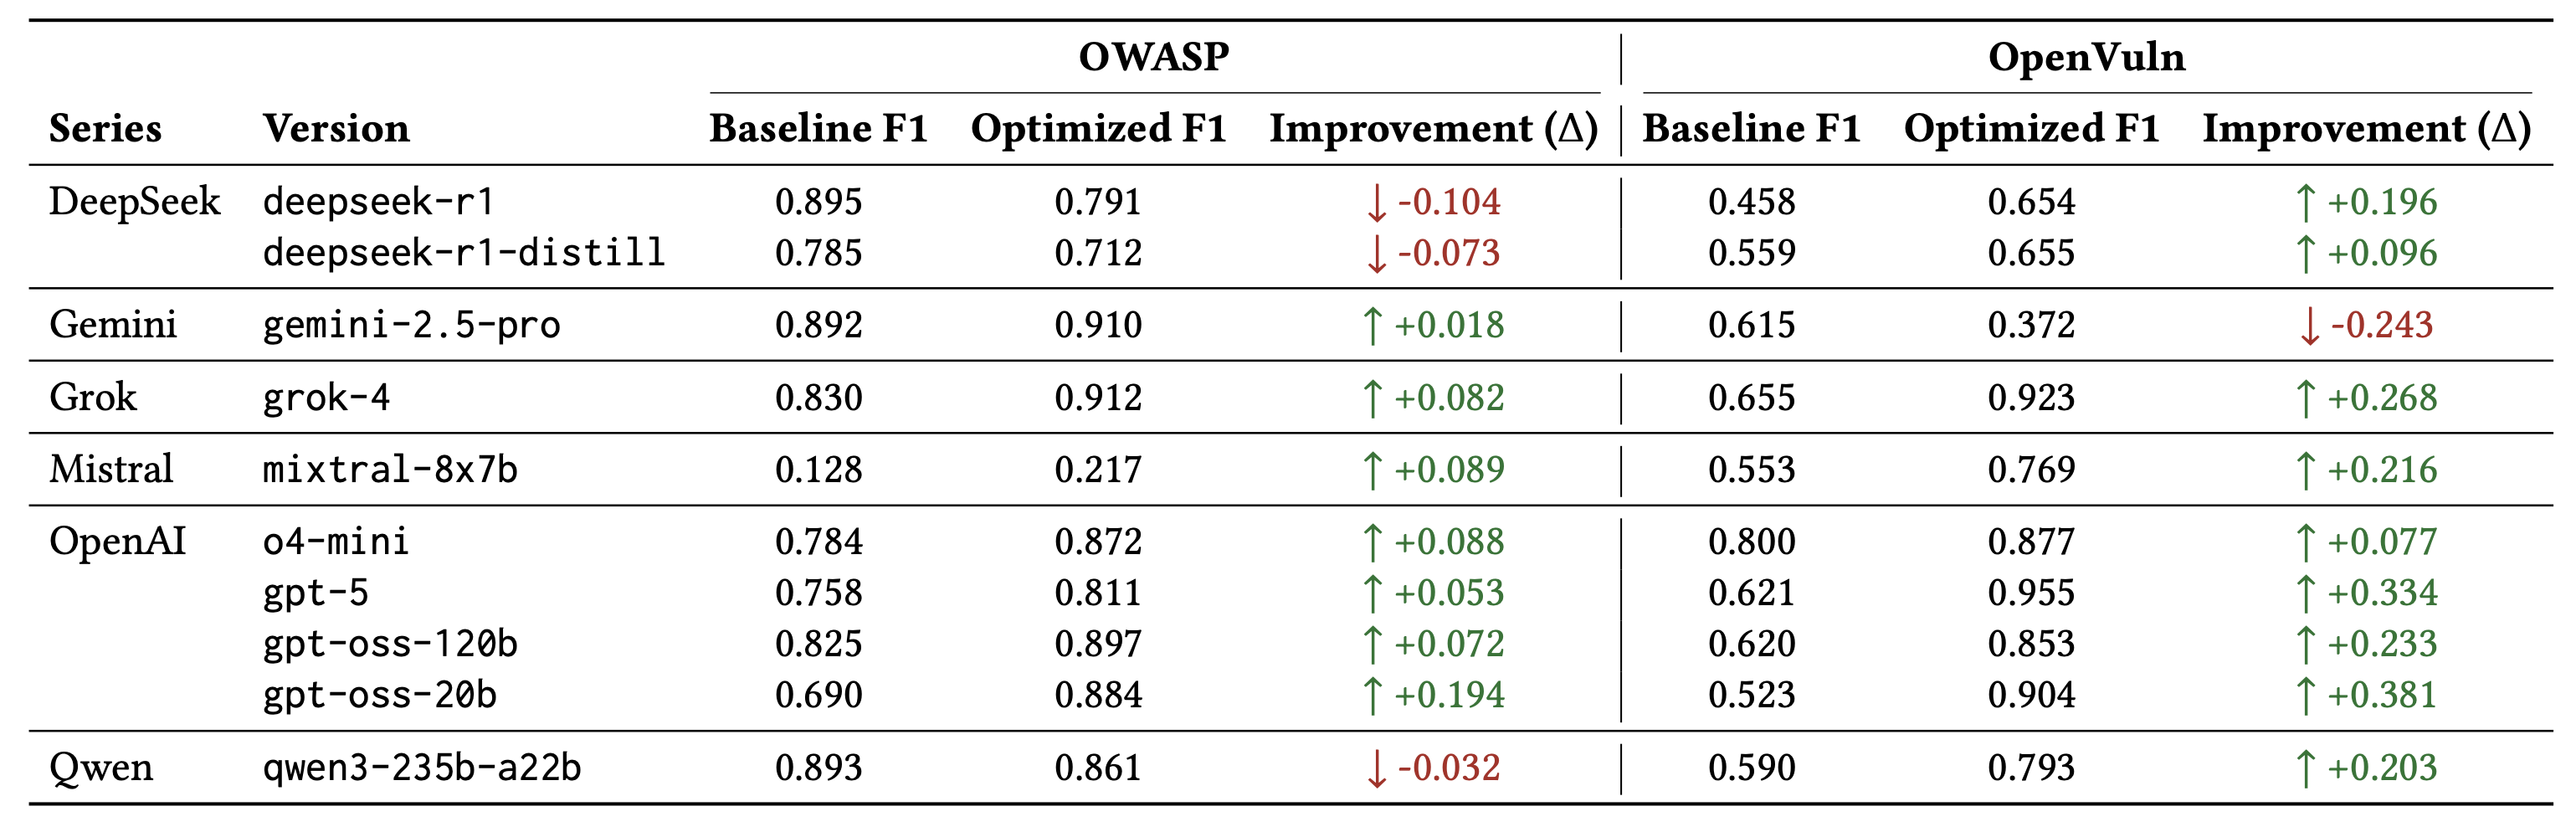 OWASP OpenVuln
Series Version Baseline F1 Optimized F1 Improvement (Δ) Baseline F1 Optimized F1 Improvement (Δ)
DeepSeek deepseek-r1 0.895 0.791 ↓ -0.104 0.458 0.654 ↑ +0.196
deepseek-r1-distill 0.785 0.712 ↓ -0.073 0.559 0.655 ↑ +0.096
Gemini gemini-2.5-pro 0.892 0.910 ↑ +0.018 0.615 0.372 ↓ -0.243
Grok grok-4 0.830 0.912 ↑ +0.082 0.655 0.923 ↑ +0.268
Mistral mixtral-8x7b 0.128 0.217 ↑ +0.089 0.553 0.769 ↑ +0.216
OpenAI o4-mini 0.784 0.872 ↑ +0.088 0.800 0.877 ↑ +0.077
gpt-5 0.758 0.811 ↑ +0.053 0.621 0.955 ↑ +0.334
gpt-oss-120b 0.825 0.897 ↑ +0.072 0.620 0.853 ↑ +0.233
gpt-oss-20b 0.690 0.884 ↑ +0.194 0.523 0.904 ↑ +0.381
Qwen qwen3-235b-a22b 0.893 0.861 ↓ -0.032 0.590 0.793 ↑ +0.203